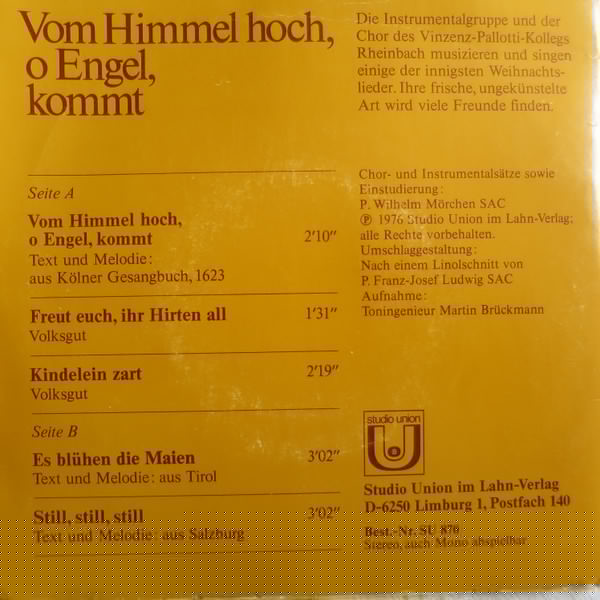 Vom Himmel hoch,
o Engel,
kommt
Die Instrumentalgruppe und der
Chor des Vinzenz-Pallotti-Kollegs
Rheinbach musizieren und singen
einige der innigsten Weihnachts-
lieder. Ihre frische, ungekünstelte
Art wird viele Freunde finden.
Seite A
Vom Himmel hoch,
o Engel, kommt 2'10"
Text und Melodie:
aus Kölner Gesangbuch, 1623
Freut euch, ihr Hirten all 1'31"
Volksgut
Kindelein zart 2'19"
Volksgut
Seite B
Es blühen die Maien 3'02"
Text und Melodie: aus Tirol
Still, still, still 3'02"
Text und Melodie: aus Salzburg
Chor- und Instrumentalsätze sowie
Einstudierung:
P. Wilhelm Mörchen SAC
℗ 1976 Studio Union im Lahn-Verlag;
alle Rechte vorbehalten.
Umschlaggestaltung:
Nach einem Linolschnitt von
P. Franz-Josef Ludwig SAC
Aufnahme:
Toningenieur Martin Brückmann
studio union
Studio Union im Lahn-Verlag
D-6250 Limburg 1, Postfach 140
Best.-Nr. SU 876
Stereo, auch Mono abspielbar